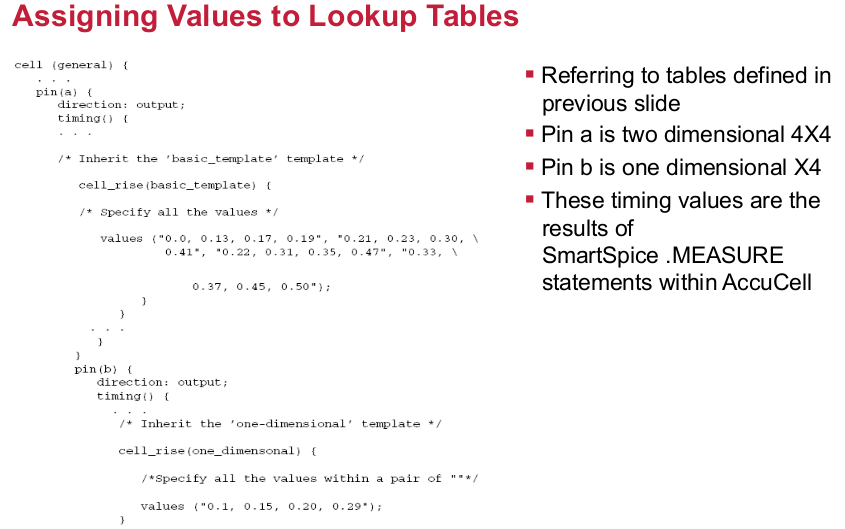 Assigning Values to Lookup Tables
cell (general) {
. . .
pin(a) {
direction: output;
timing() {
. . .
/* Inherit the 'basic_template' template */
cell_rise(basic_template) {
/* Specify all the values */
values ("0.0, 0.13, 0.17, 0.19", "0.21, 0.23, 0.30, \
0.41", "0.22, 0.31, 0.35, 0.47", "0.33, \
0.37, 0.45, 0.50");
}
}
. . .
}
}
pin(b) {
direction: output;
timing() {
. . .
/* Inherit the 'one-dimensional' template */
cell_rise(one_dimensonal) {
/*Specify all the values within a pair of ""*/
values ("0.1, 0.15, 0.20, 0.29");
}
▪ Referring to tables defined in
previous slide
▪ Pin a is two dimensional 4X4
▪ Pin b is one dimensional X4
▪ These timing values are the
results of
SmartSpice .MEASURE
statements within AccuCell